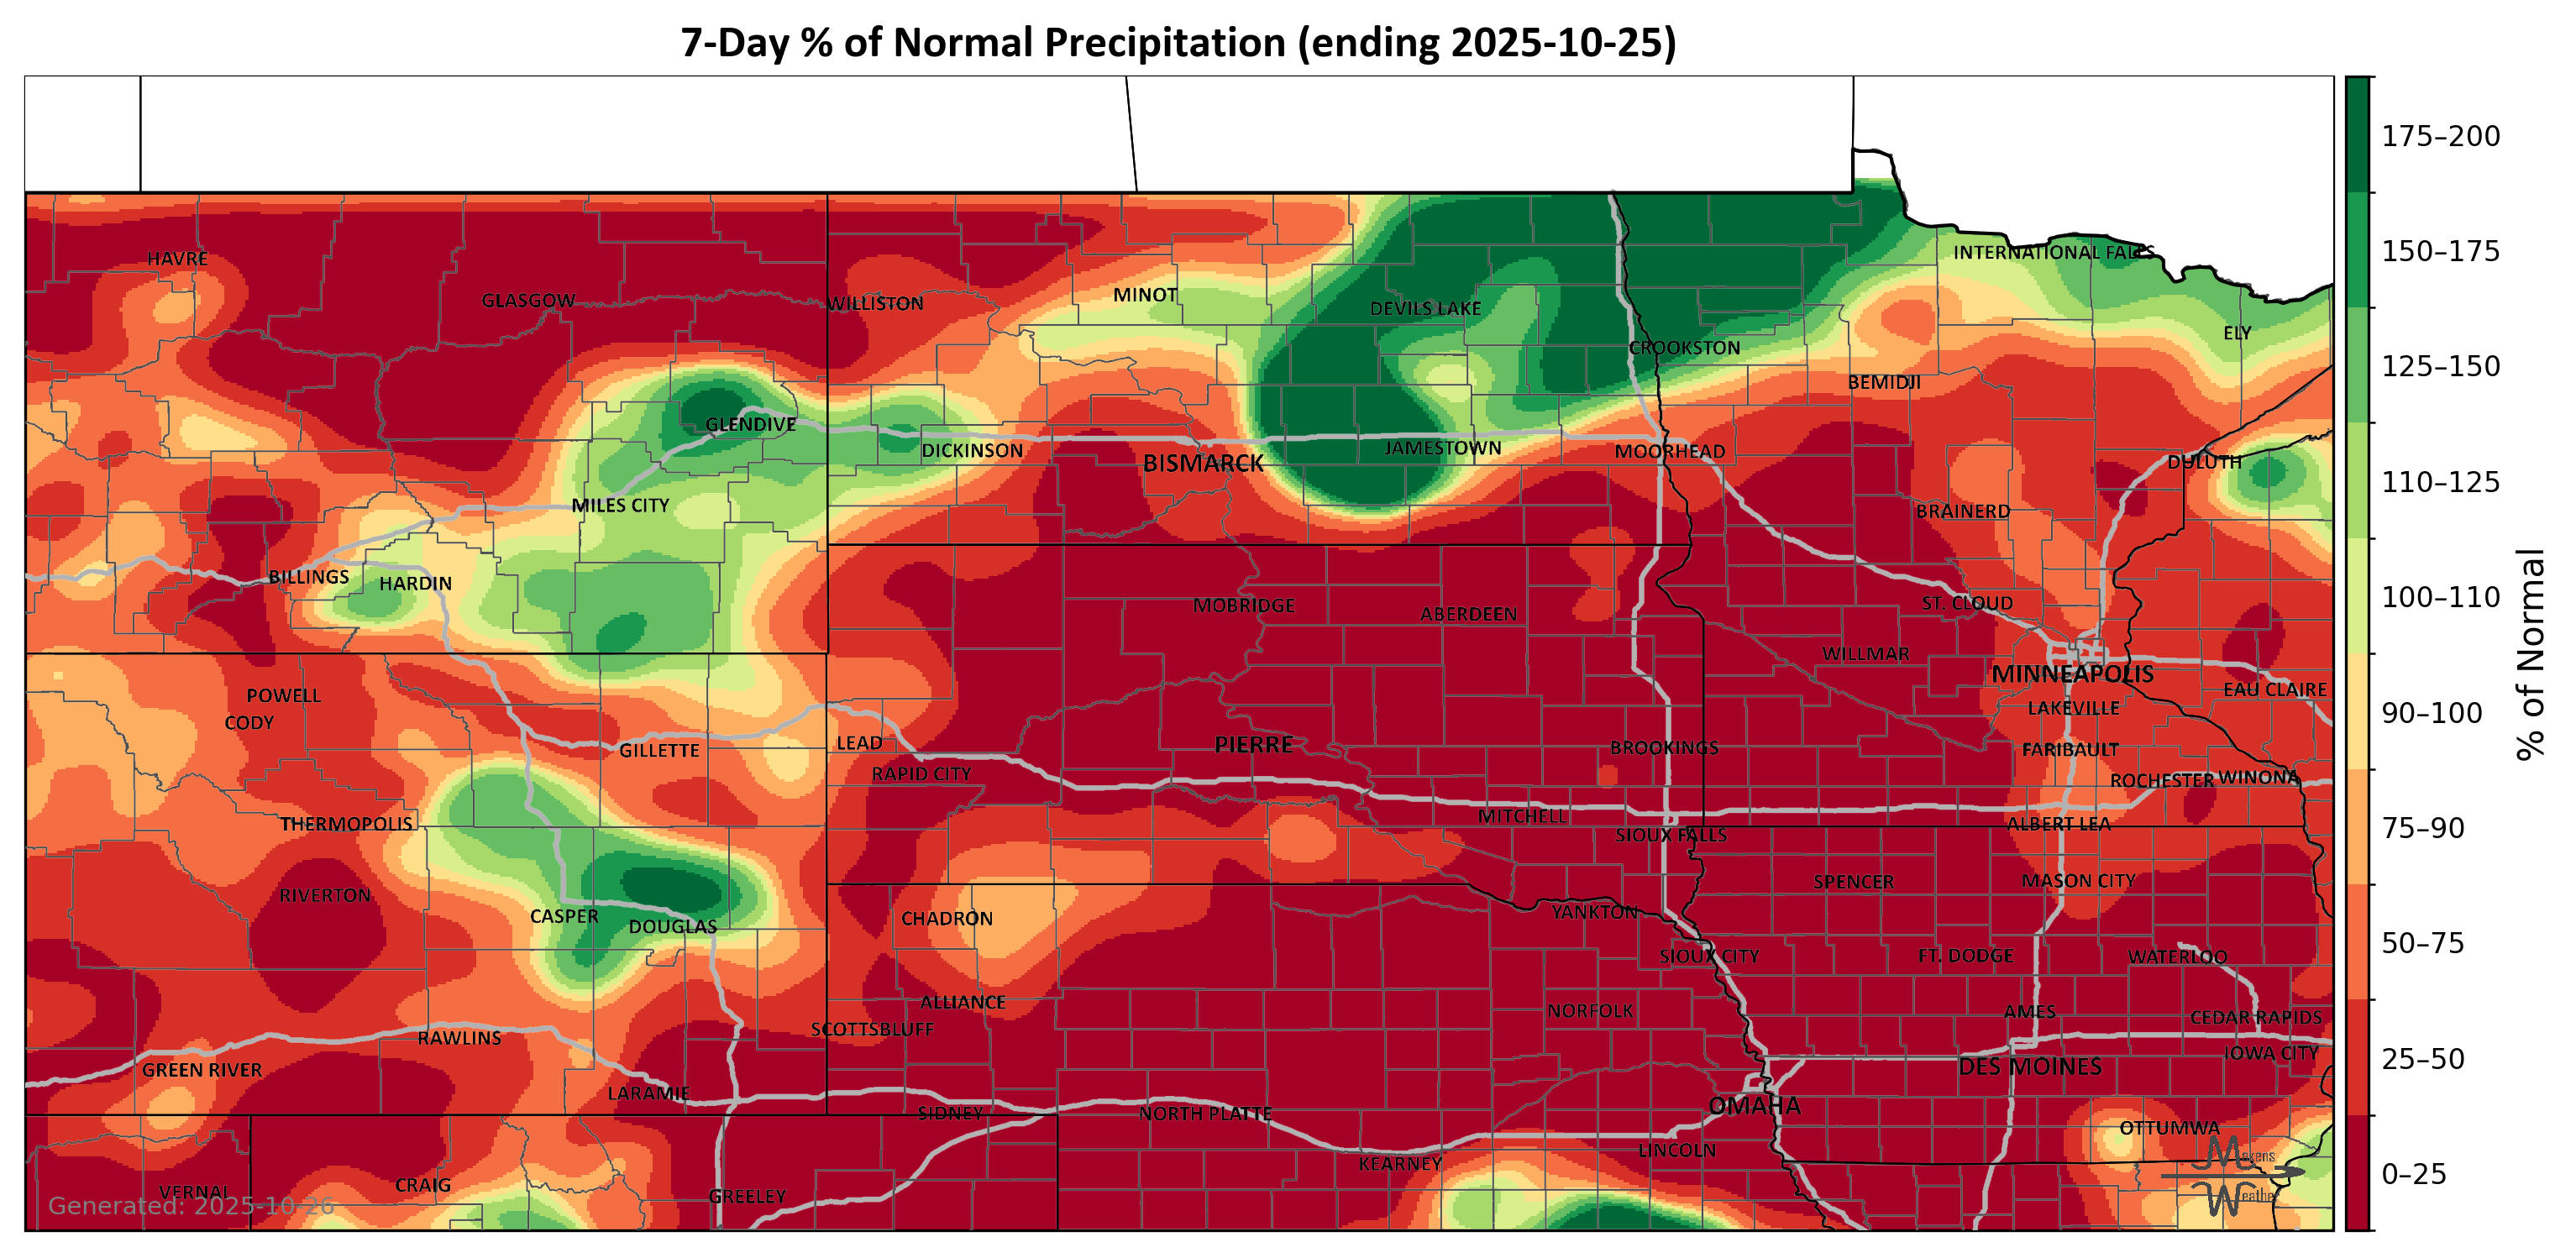 7-Day % of Normal Precipitation (ending 2025-10-25)
HAVRE
GLASGOW
WILLISTON
MINOT
DEVILS LAKE
CROOKSTON
INTERNATIONAL FALLS
ELY
BEMIDJI
GLENDIVE
DICKINSON
BISMARCK
JAMESTOWN
MOORHEAD
DULUTH
MILES CITY
BRAINERD
BILLINGS
HARDIN
MOBRIDGE
ABERDEEN
ST. CLOUD
WILLMAR
MINNEAPOLIS
EAU CLAIRE
POWELL
CODY
LAKEVILLE
GILLETTE
LEAD
PIERRE
BROOKINGS
FARIBAULT
RAPID CITY
ROCHESTER
WINONA
THERMOPOLIS
MITCHELL
SIOUX FALLS
ALBERT LEA
RIVERTON
SPENCER
MASON CITY
CASPER
DOUGLAS
CHADRON
YANKTON
SIOUX CITY
FT. DODGE
WATERLOO
ALLIANCE
NORFOLK
AMES
CEDAR RAPIDS
SCOTTSBLUFF
RAWLINS
IOWA CITY
GREEN RIVER
DES MOINES
LARAMIE
SIDNEY
NORTH PLATTE
OMAHA
OTTUMWA
LINCOLN
KEARNEY
VERNAL
CRAIG
GREELEY
Generated: 2025-10-26
Makens
Weather
175–200
150–175
125–150
110–125
100–110
90–100
75–90
50–75
25–50
0–25
% of Normal